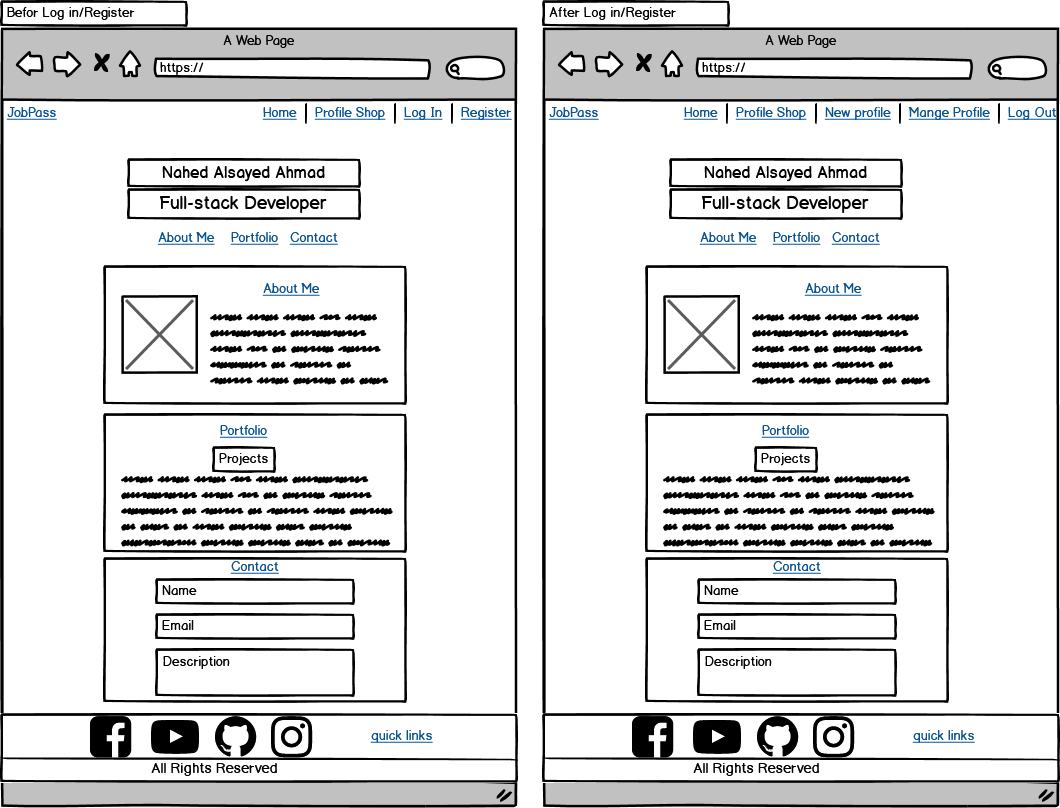 Befor Log in/Register
A Web Page
https://
JobPass Home Profile Shop Log In Register
Nahed Alsayed Ahmad
Full-stack Developer
About Me Portfolio Contact
About Me
Portfolio
Projects
Contact
Name
Email
Description
quick links
All Rights Reserved
After Log in/Register
A Web Page
https://
JobPass Home Profile Shop New profile Mange Profile Log Out
Nahed Alsayed Ahmad
Full-stack Developer
About Me Portfolio Contact
About Me
Portfolio
Projects
Contact
Name
Email
Description
quick links
All Rights Reserved